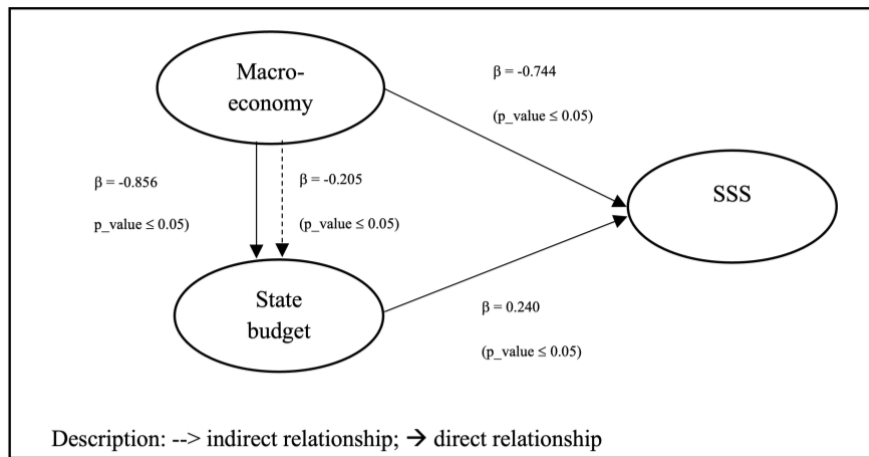 Macro-
economy
β = -0.744
(p_value ≤ 0.05)
β = -0.856
p_value ≤ 0.05)
β = -0.205
(p_value ≤ 0.05)
SSS
State
budget
β = 0.240
(p_value ≤ 0.05)
Description: --> indirect relationship; → direct relationship